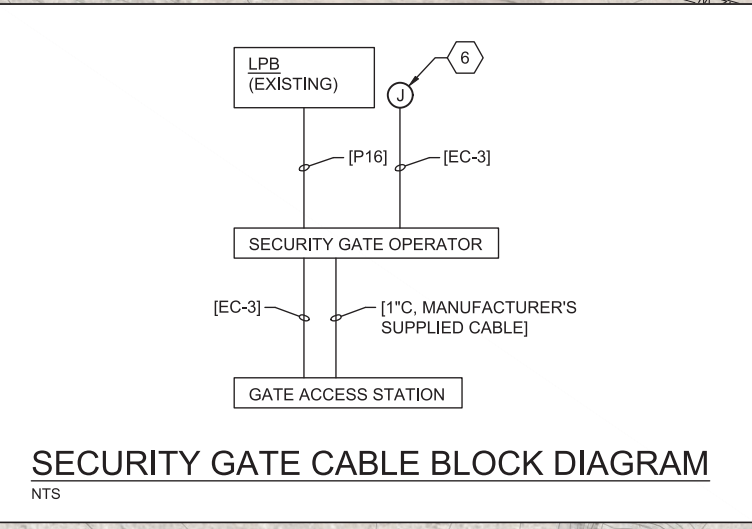 LPB
(EXISTING)
J
6
[P16]
[EC-3]
SECURITY GATE OPERATOR
[EC-3]
[1"C, MANUFACTURER'S
SUPPLIED CABLE]
GATE ACCESS STATION
SECURITY GATE CABLE BLOCK DIAGRAM
NTS